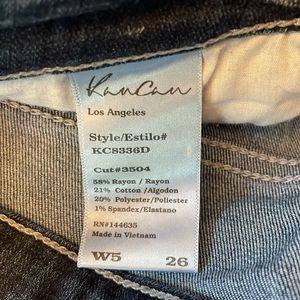 KanCan
Los Angeles
Style/Estilo#
KC8336D
Cut#3504
58% Rayon / Rayon
21% Cotton /Algodon
20% Polyester/Poliester
1% Spandex/Elastano
RN#144635
Made in Vietnam
W5 26